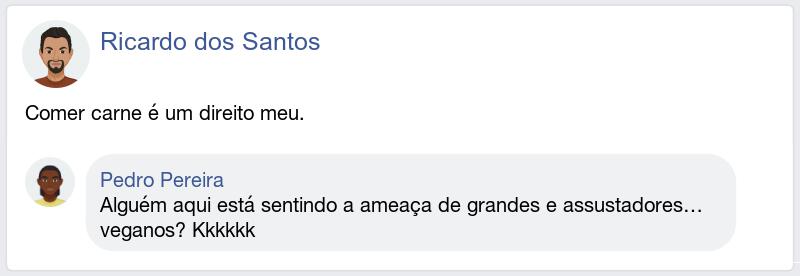 Ricardo dos Santos
Comer carne é um direito meu.
Pedro Pereira
Alguém aqui está sentindo a ameaça de grandes e assustadores...
veganos? Kkkkkk